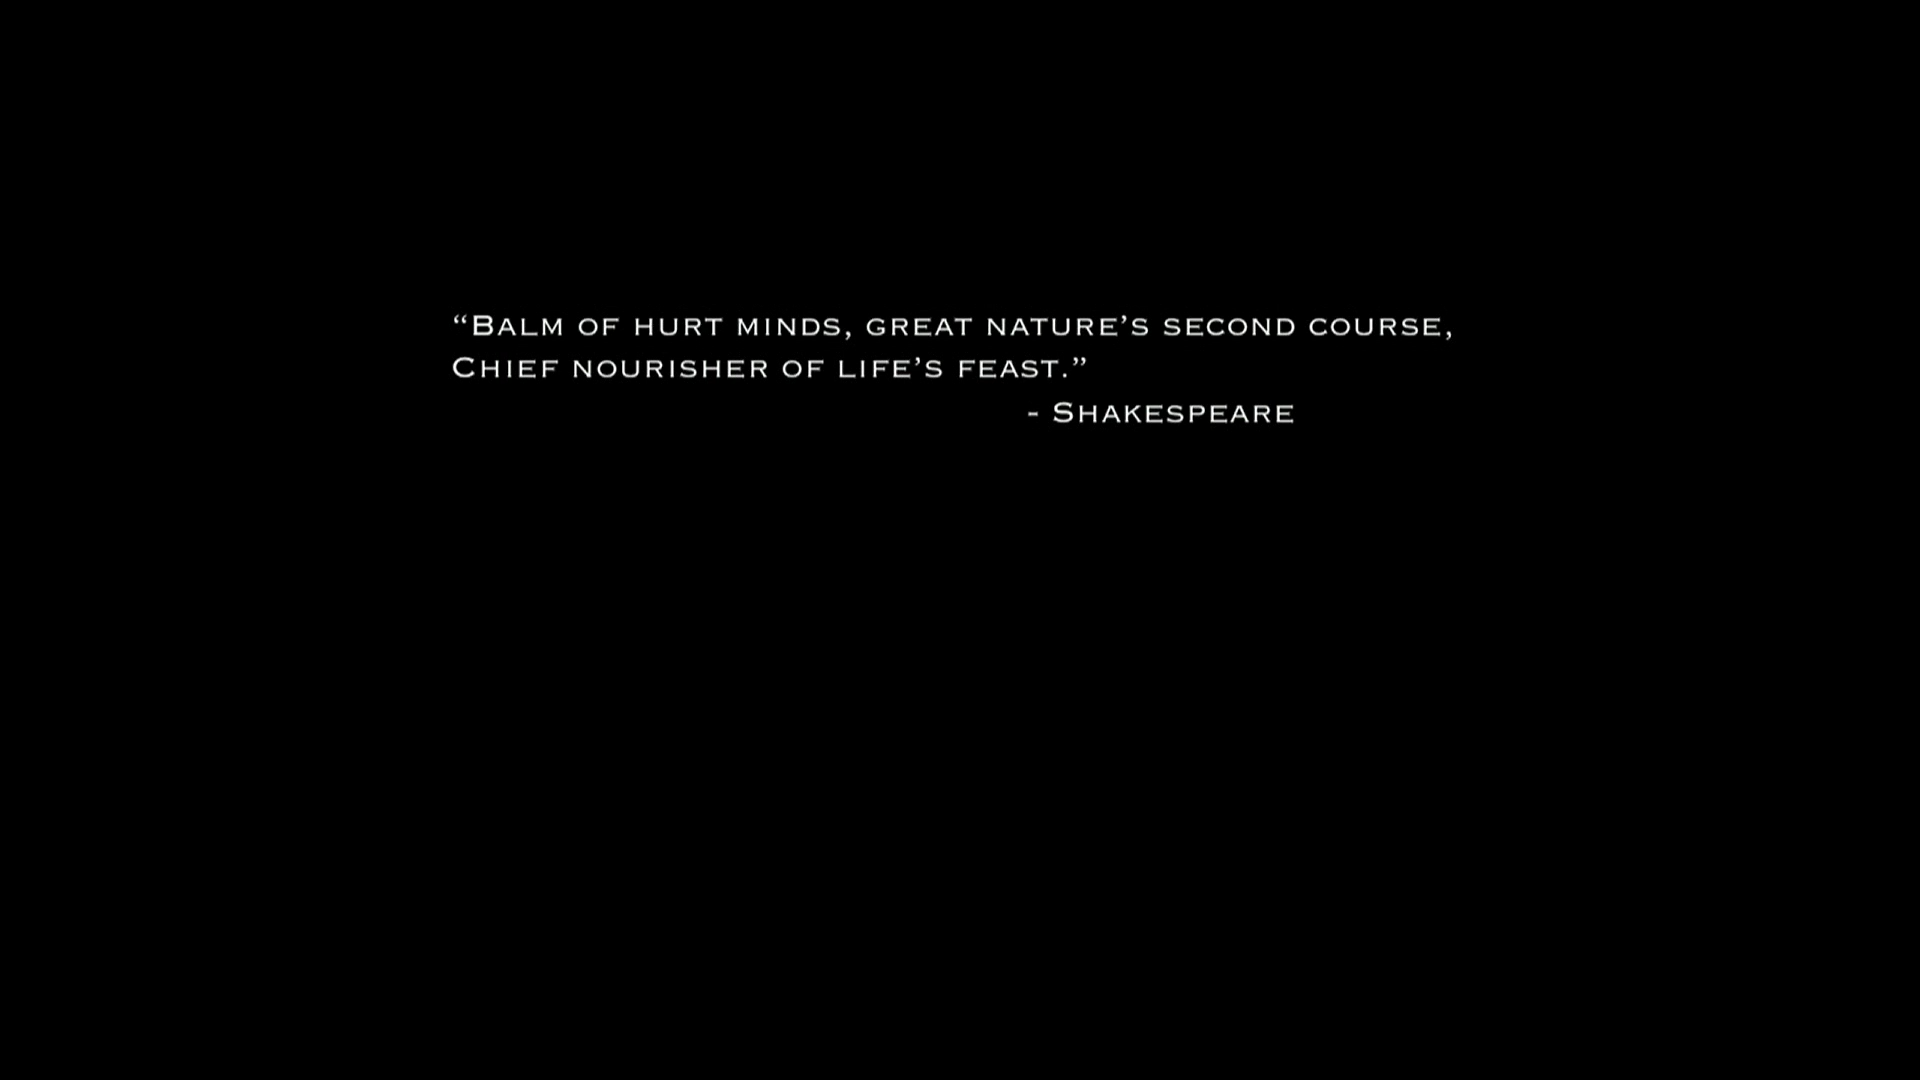 “Balm of hurt minds, great nature’s second course,
Chief nourisher of life’s feast.”
- Shakespeare